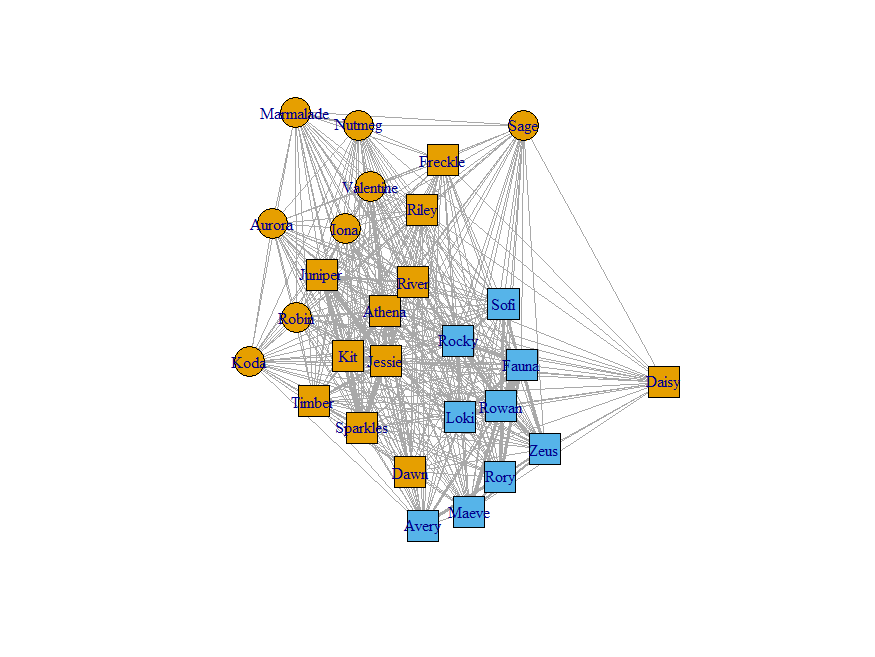 Marmalade
Nutmeg
Sage
Freckle
Valentine
Riley
Aurora
Iona
Juniper
River
Sofi
Athena
Robin
Rocky
Kit
Jessie
Koda
Fauna
Daisy
Timber
Rowan
Loki
Sparkles
Zeus
Dawn
Rory
Maeve
Avery